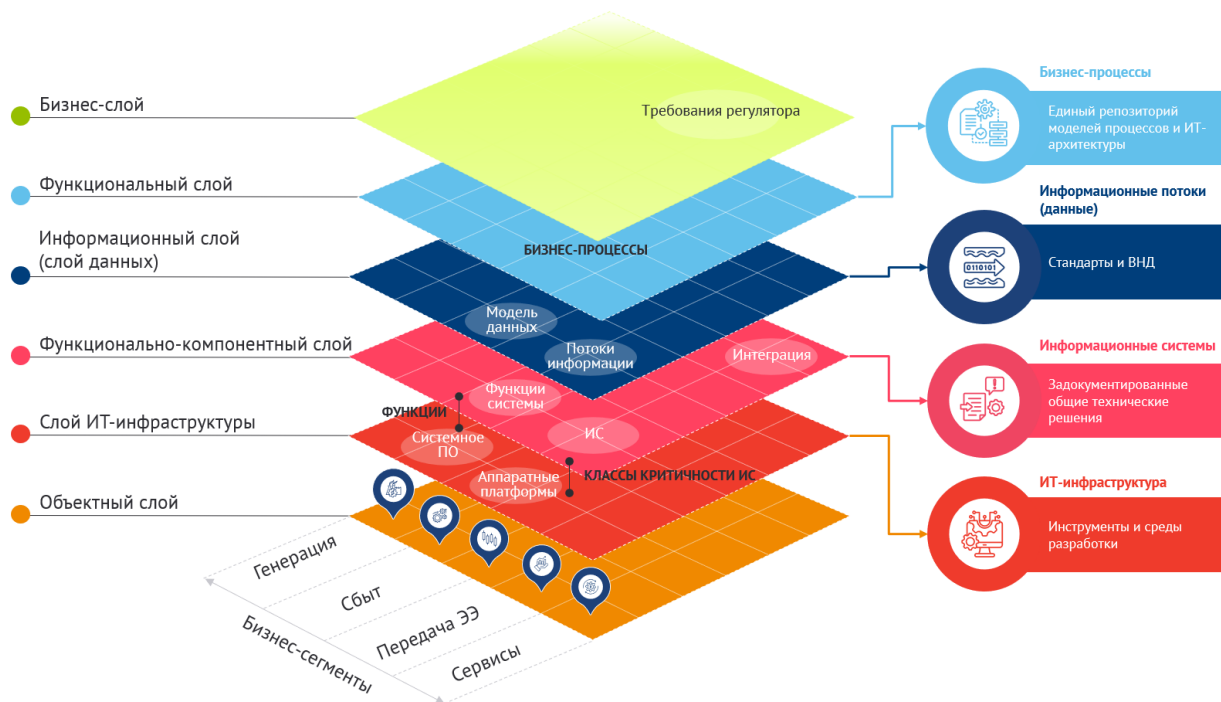 Бизнес-слой
Функциональный слой
Информационный слой
(слой данных)
Функционально-компонентный слой
Слой ИТ-инфраструктуры
Объектный слой
Требования регулятора
БИЗНЕС-ПРОЦЕССЫ
Модель
данных
Потоки
информации
Интеграция
Функции
системы
ФУНКЦИИ
ИС
Системное
ПО
КЛАССЫ КРИТИЧНОСТИ ИС
Аппаратные
платформы
Генерация
Сбыт
Передача ЭЭ
Сервисы
Бизнес-сегменты
Бизнес-процессы
Единый репозиторий
моделей процессов и ИТ-
архитектуры
Информационные потоки
(данные)
0110101
Стандарты и ВНД
Информационные системы
Задокументированные
общие технические
решения
ИТ-инфраструктура
Инструменты и среды
разработки